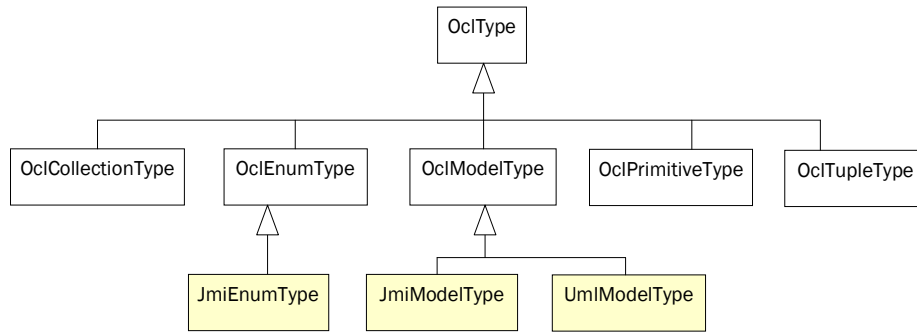 OclType
OclCollectionType
OclEnumType
OclModelType
OclPrimitiveType
OclTupleType
JmiEnumType
JmiModelType
UmlModelType